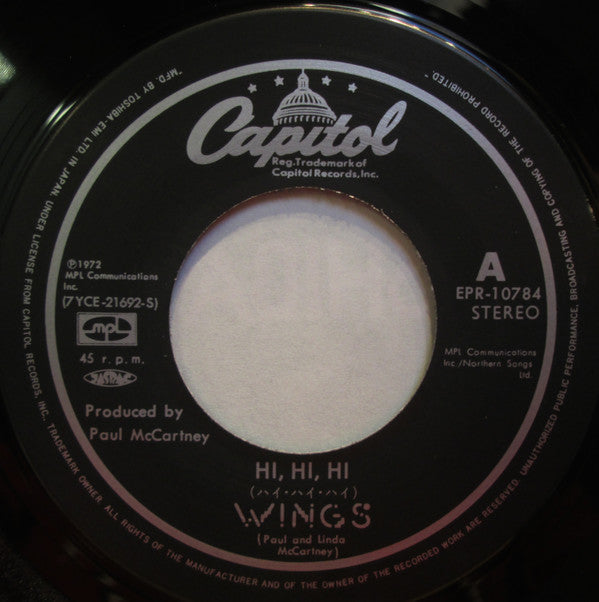 Capitol
Reg. Trademark of
Capitol Records, Inc.
℗1972
MPL Communications
Inc.
(7YCE-21692-S)
MPL
45 r.p.m.
JASRAC
Produced by
Paul McCartney
A
EPR-10784
STEREO
MPL Communications
Inc./Northern Songs
Ltd.
HI, HI, HI
(ハイ・ハイ・ハイ)
WINGS
(Paul and Linda
McCartney)
"MFD. BY TOSHIBA-EMI LTD. IN JAPAN, UNDER LICENSE FROM CAPITOL RECORDS, INC. TRADEMARK OWNER. ALL RIGHTS OF THE MANUFACTURER AND OF THE OWNER OF THE RECORDED WORK ARE RESERVED. UNAUTHORIZED PUBLIC PERFORMANCE, BROADCASTING AND COPYING OF THE RECORD PROHIBITED."